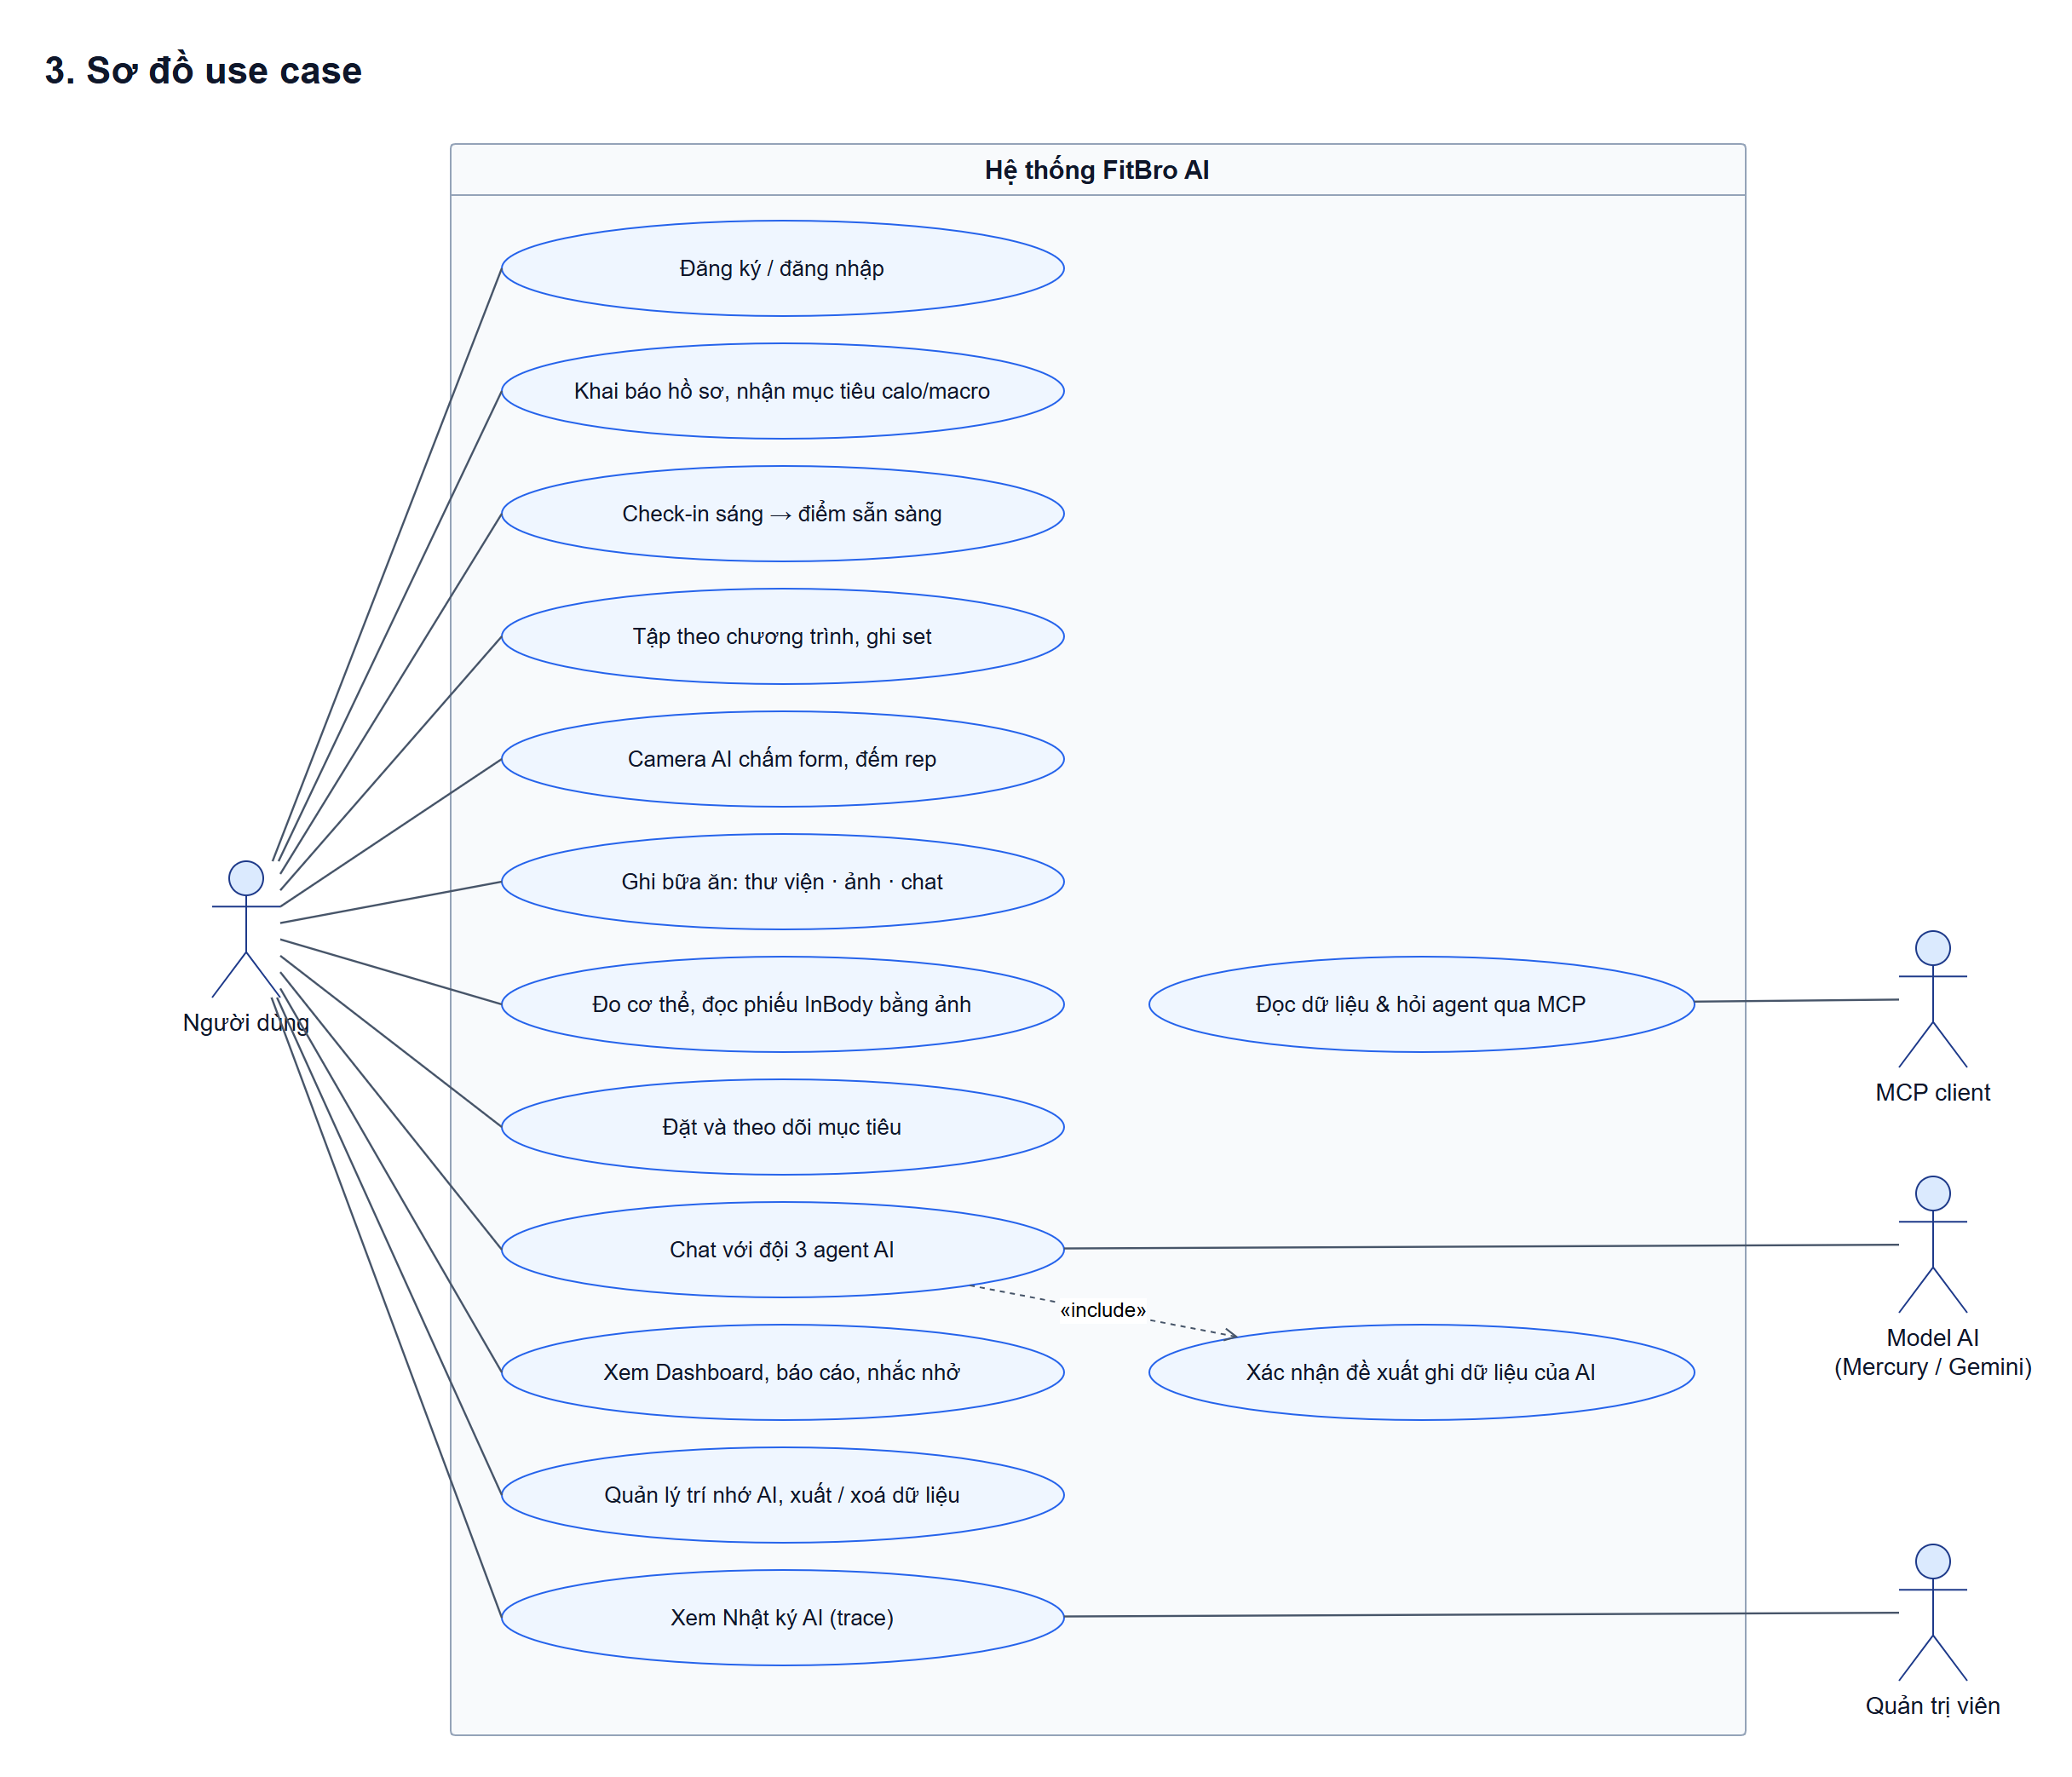 3. Sơ đồ use case
Hệ thống FitBro AI
Đăng ký / đăng nhập
Khai báo hồ sơ, nhận mục tiêu calo/macro
Check-in sáng → điểm sẵn sàng
Tập theo chương trình, ghi set
Camera AI chấm form, đếm rep
Ghi bữa ăn: thư viện · ảnh · chat
Đo cơ thể, đọc phiếu InBody bằng ảnh
Đọc dữ liệu & hỏi agent qua MCP
Người dùng
MCP client
Đặt và theo dõi mục tiêu
Chat với đội 3 agent AI
«include»
Model AI
(Mercury / Gemini)
Xem Dashboard, báo cáo, nhắc nhở
Xác nhận đề xuất ghi dữ liệu của AI
Quản lý trí nhớ AI, xuất / xoá dữ liệu
Xem Nhật ký AI (trace)
Quản trị viên